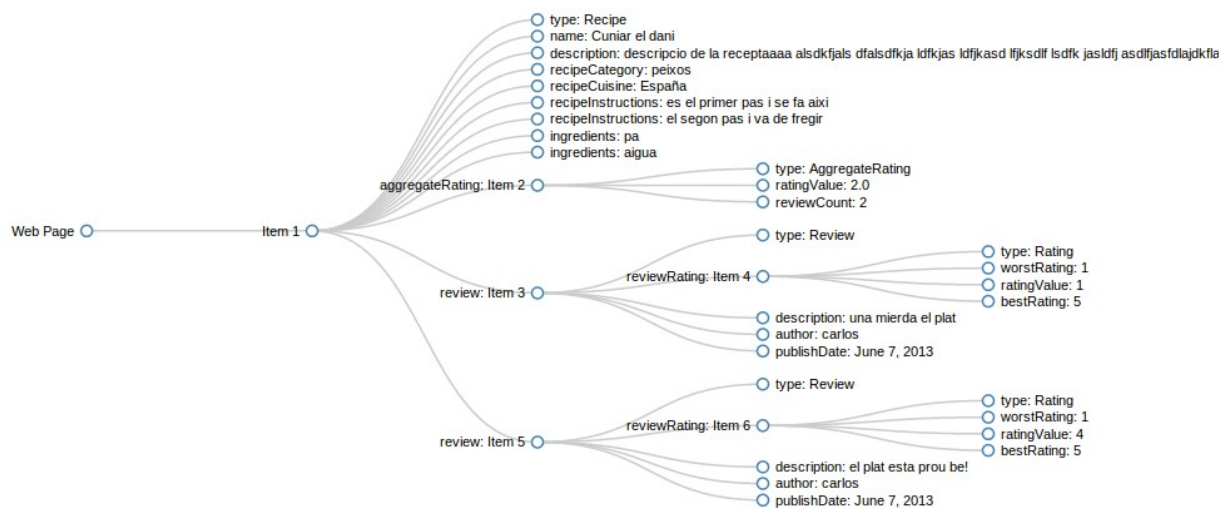 type: Recipe
name: Cuniar el dani
description: descripcio de la receptaaaa alsdkfjals dfalsdfkja ldfkjas ldfjkasd lfjksdlf lsdfk jasldfj asdlfjasfdlajdkfla
recipeCategory: peixos
recipeCuisine: España
recipeInstructions: es el primer pas i se fa aixi
recipeInstructions: el segon pas i va de fregir
ingredients: pa
ingredients: aigua
aggregateRating: Item 2
type: AggregateRating
ratingValue: 2.0
reviewCount: 2
Web Page
Item 1
review: Item 3
type: Review
reviewRating: Item 4
type: Rating
worstRating: 1
ratingValue: 1
bestRating: 5
description: una mierda el plat
author: carlos
publishDate: June 7, 2013
review: Item 5
type: Review
reviewRating: Item 6
type: Rating
worstRating: 1
ratingValue: 4
bestRating: 5
description: el plat esta prou be!
author: carlos
publishDate: June 7, 2013